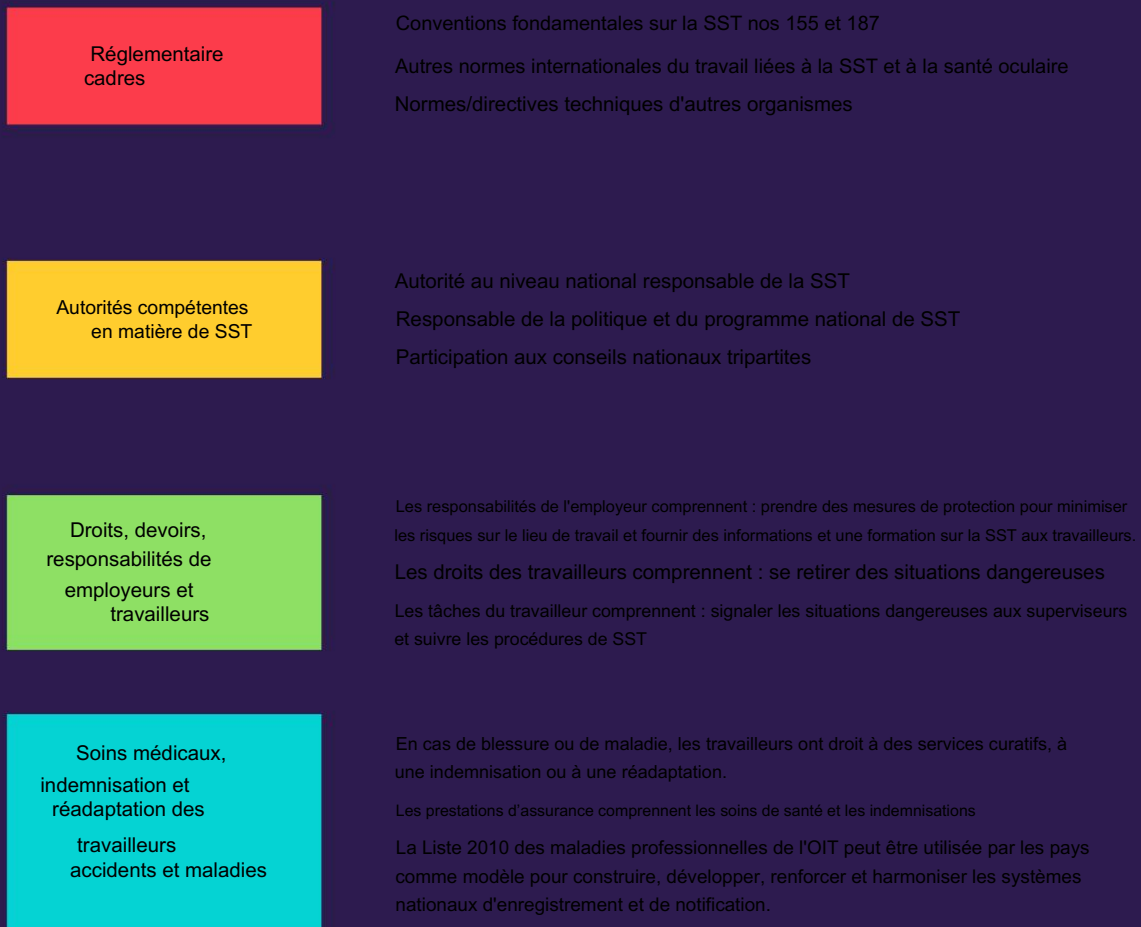 Réglementaire
cadres
Conventions fondamentales sur la SST nos 155 et 187
Autres normes internationales du travail liées à la SST et à la santé oculaire
Normes/directives techniques d'autres organismes
Autorités compétentes
en matière de SST
Autorité au niveau national responsable de la SST
Responsable de la politique et du programme national de SST
Participation aux conseils nationaux tripartites
Droits, devoirs,
responsabilités de
employeurs et
travailleurs
Les responsabilités de l'employeur comprennent : prendre des mesures de protection pour minimiser
les risques sur le lieu de travail et fournir des informations et une formation sur la SST aux travailleurs.
Les droits des travailleurs comprennent : se retirer des situations dangereuses
Les tâches du travailleur comprennent : signaler les situations dangereuses aux superviseurs
et suivre les procédures de SST
Soins médicaux,
indemnisation et
réadaptation des
travailleurs
accidents et maladies
En cas de blessure ou de maladie, les travailleurs ont droit à des services curatifs, à
une indemnisation ou à une réadaptation.
Les prestations d’assurance comprennent les soins de santé et les indemnisations
La Liste 2010 des maladies professionnelles de l'OIT peut être utilisée par les pays
comme modèle pour construire, développer, renforcer et harmoniser les systèmes
nationaux d'enregistrement et de notification.